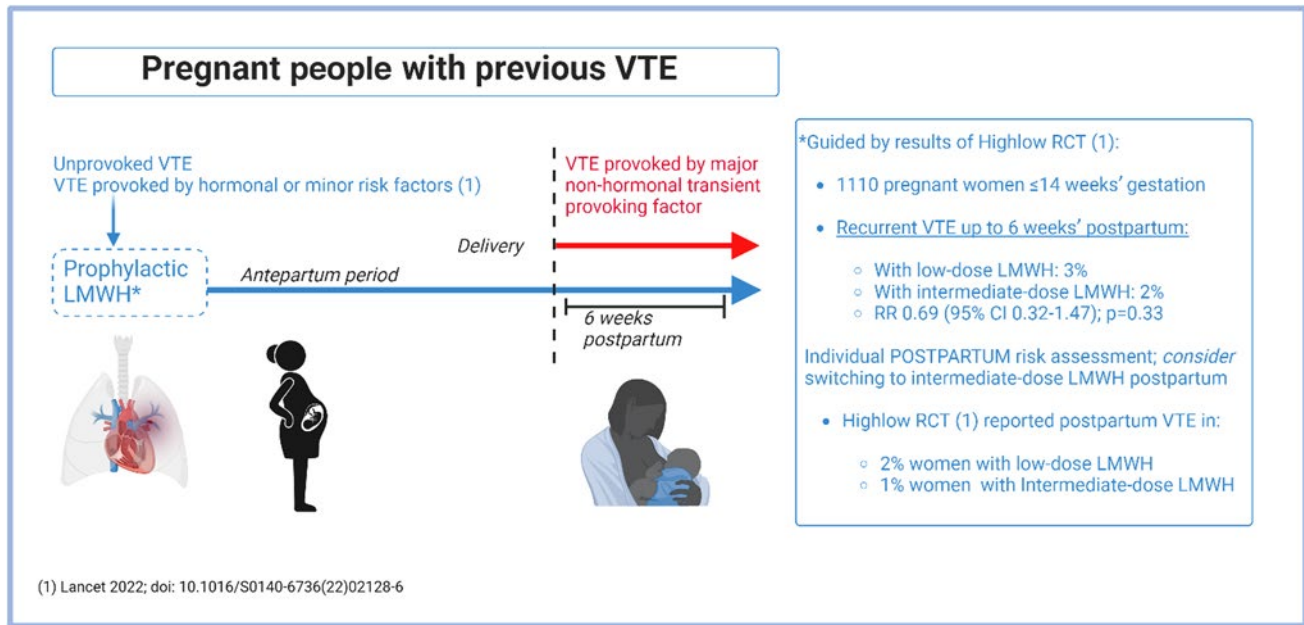 Pregnant people with previous VTE
Unprovoked VTE
VTE provoked by hormonal or minor risk factors (1)
Prophylactic
LMWH*
Antepartum period
Delivery
VTE provoked by major
non-hormonal transient
provoking factor
6 weeks
postpartum
*Guided by results of Highlow RCT (1):
• 1110 pregnant women ≤14 weeks' gestation
• Recurrent VTE up to 6 weeks' postpartum:
○ With low-dose LMWH: 3%
○ With intermediate-dose LMWH: 2%
○ RR 0.69 (95% CI 0.32-1.47); p=0.33
Individual POSTPARTUM risk assessment; consider
switching to intermediate-dose LMWH postpartum
• Highlow RCT (1) reported postpartum VTE in:
○ 2% women with low-dose LMWH
○ 1% women with Intermediate-dose LMWH
(1) Lancet 2022; doi: 10.1016/S0140-6736(22)02128-6